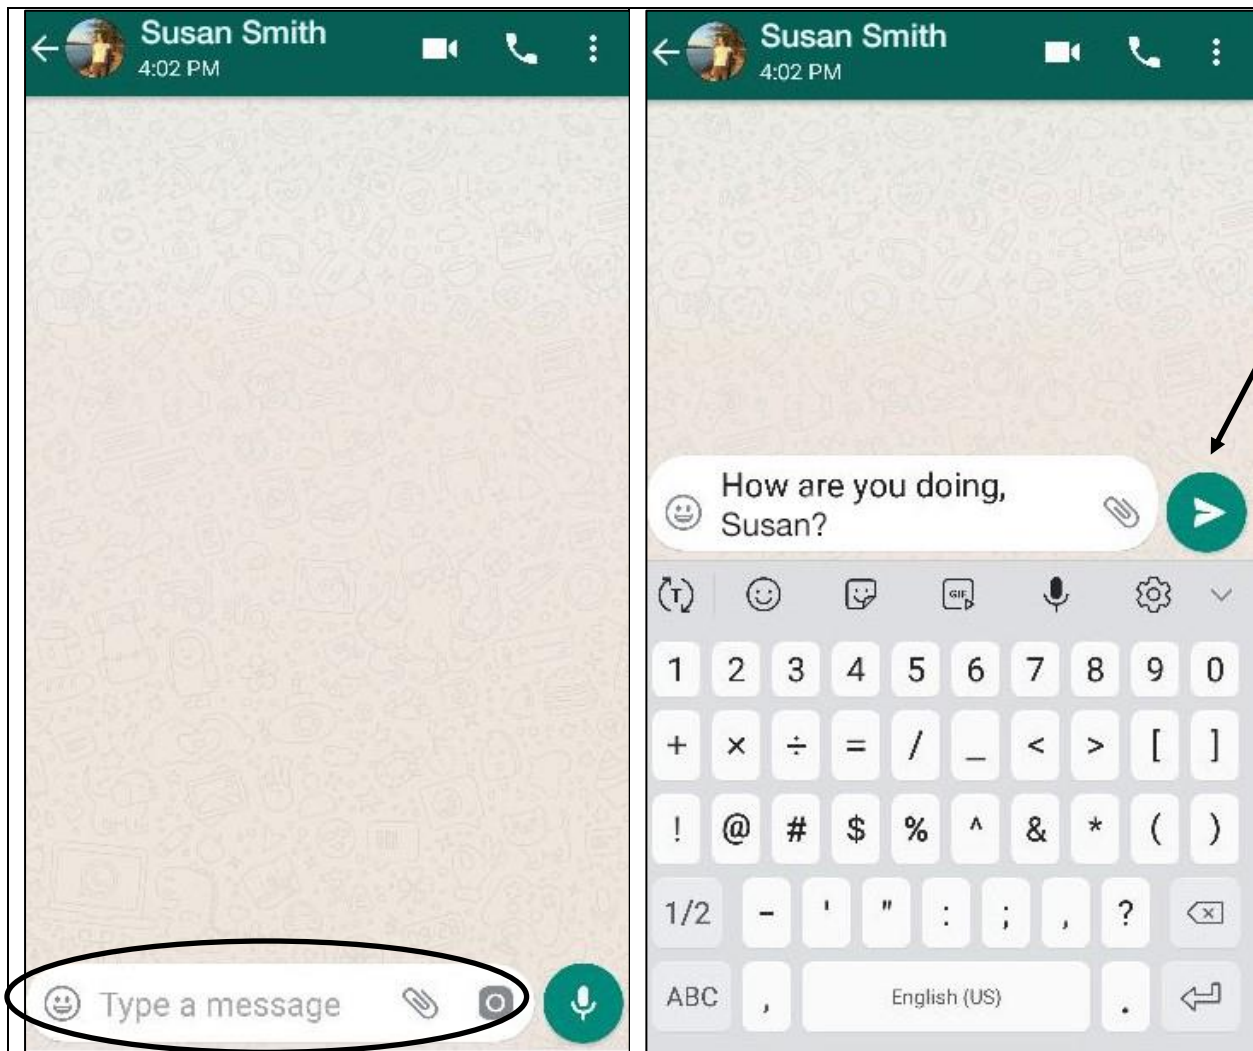 Susan Smith
4:02 PM
Type a message
Susan Smith
4:02 PM
How are you doing,
Susan?
T GIF
1 2 3 4 5 6 7 8 9 0
+ × ÷ = / _ < > [ ]
! @ # $ % ^ & * ( )
1/2 - ' " : ; , ?
ABC , English (US) .